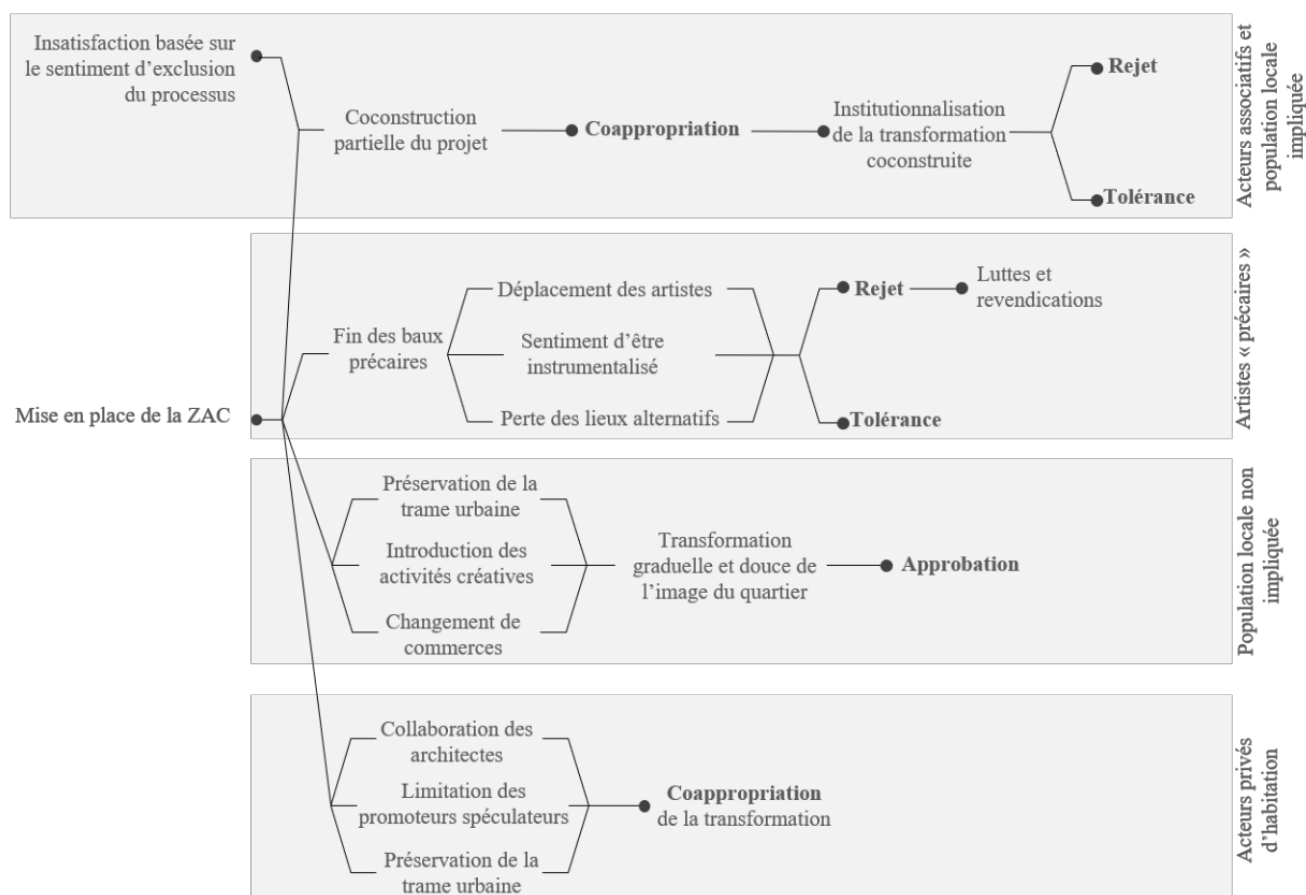 Insatisfaction basée sur
le sentiment d’exclusion
du processus
Coconstruction
partielle du projet
Coappropriation
Institutionnalisation
de la transformation
coconstruite
Rejet
Tolérance
Acteurs associatifs et
population locale
impliquée
Mise en place de la ZAC
Fin des baux
précaires
Déplacement des artistes
Sentiment d’être
instrumentalisé
Perte des lieux alternatifs
Rejet
Luttes et
revendications
Tolérance
Artistes « précaires »
Préservation de la
trame urbaine
Introduction des
activités créatives
Changement de
commerces
Transformation
graduelle et douce de
l’image du quartier
Approbation
Population locale non
impliquée
Collaboration des
architectes
Limitation des
promoteurs spéculateurs
Préservation de la
trame urbaine
Coappropriation
de la transformation
Acteurs privés
d’habitation